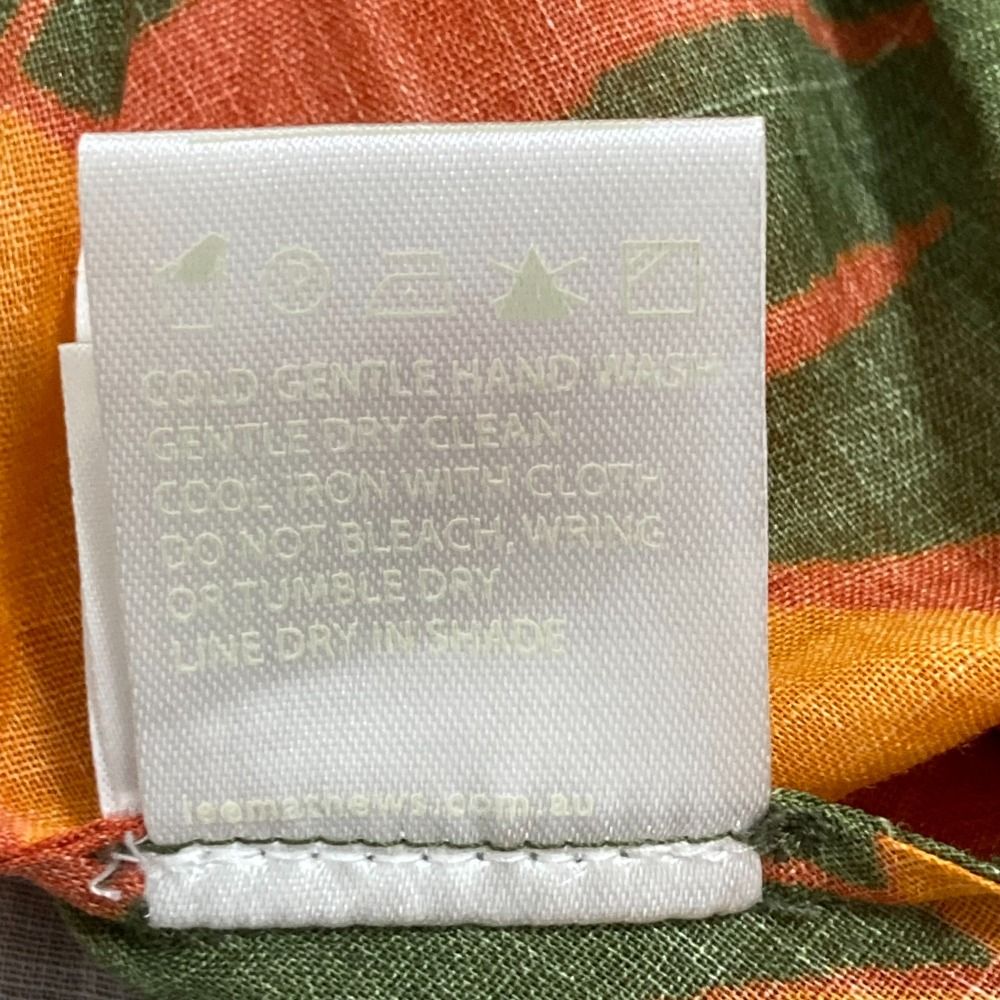 COLD GENTLE HAND WASH
GENTLE DRY CLEAN
COOL IRON WITH CLOTH
DO NOT BLEACH, WRING
OR TUMBLE DRY
LINE DRY IN SHADE
leemathews.com.au